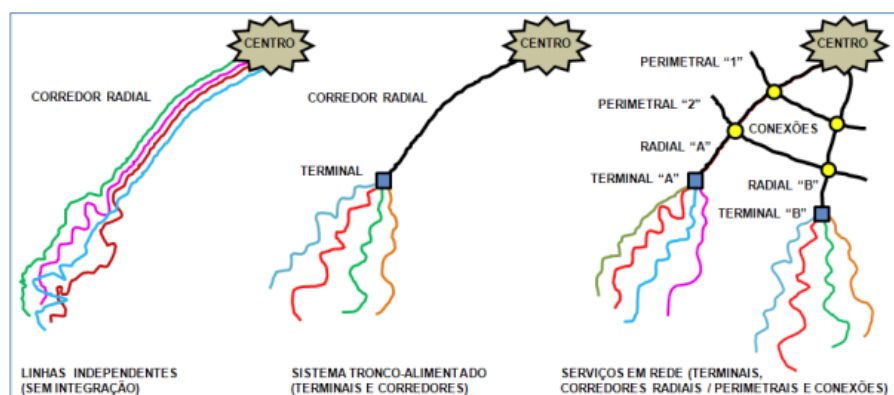 CENTRO
CORREDOR RADIAL
LINHAS INDEPENDENTES
(SEM INTEGRAÇÃO)
CENTRO
CORREDOR RADIAL
TERMINAL
SISTEMA TRONCO-ALIMENTADO
(TERMINAIS E CORREDORES)
CENTRO
PERIMETRAL “1”
PERIMETRAL “2”
CONEXÕES
RADIAL “A”
TERMINAL “A”
RADIAL “B”
TERMINAL “B”
SERVIÇOS EM REDE (TERMINAIS,
CORREDORES RADIAIS / PERIMETRAIS E CONEXÕES)